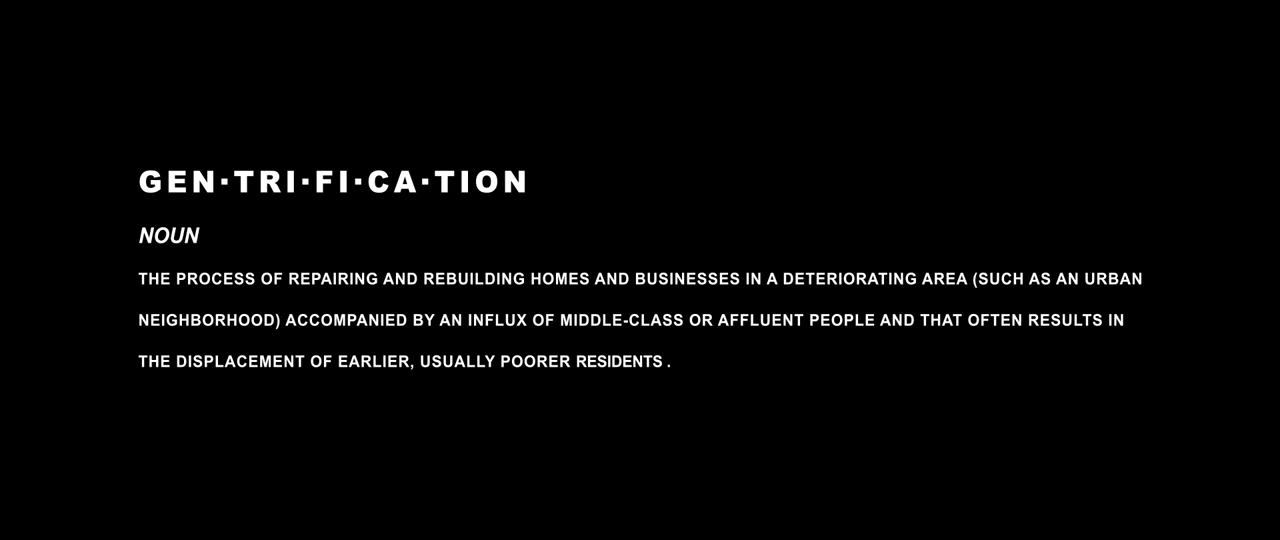 GEN·TRI·FI·CA·TION
NOUN
THE PROCESS OF REPAIRING AND REBUILDING HOMES AND BUSINESSES IN A DETERIORATING AREA (SUCH AS AN URBAN
NEIGHBORHOOD) ACCOMPANIED BY AN INFLUX OF MIDDLE-CLASS OR AFFLUENT PEOPLE AND THAT OFTEN RESULTS IN
THE DISPLACEMENT OF EARLIER, USUALLY POORER RESIDENTS .